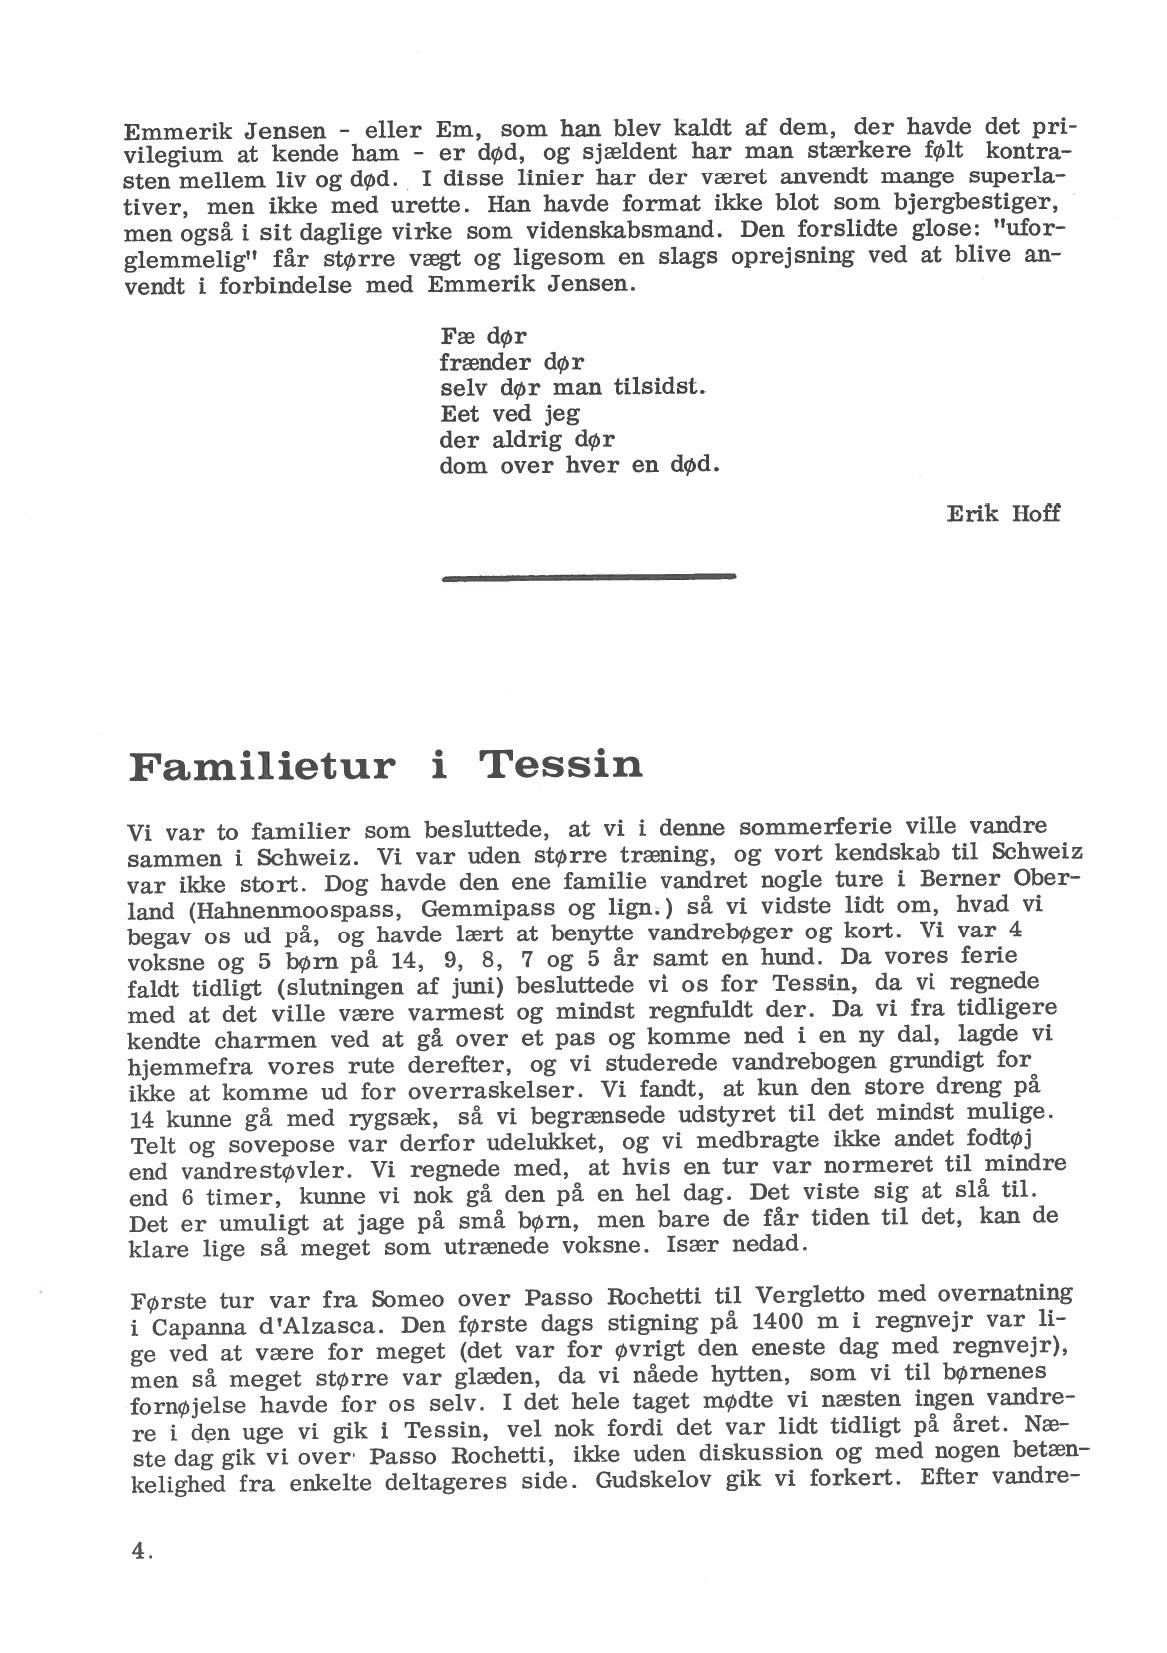 Emmerik Jensen - eller Em, som han blev kaldt af dem, der havde det pri-
vilegium at kende ham - er død, og sjældent har man stærkere følt kontra-
sten mellem liv og død. I disse linier har der været anvendt mange superla-
tiver, men ikke med urette. Han havde format ikke blot som bjergbestiger,
men også i sit daglige virke som videnskabsmand. Den forslidte glose: "ufor-
glemmelig" får større vægt og ligesom en slags oprejsning ved at blive an-
vendt i forbindelse med Emmerik Jensen.
Fæ dør
frænder dør
selv dør man tilsidst.
Eet ved jeg
der aldrig dør
dom over hver en død.
Erik Hoff
Familietur i Tessin
Vi var to familier som besluttede, at vi i denne sommerferie ville vandre
sammen i Schweiz. Vi var uden større træning, og vort kendskab til Schweiz
var ikke stort. Dog havde den ene familie vandret nogle ture i Berner Ober-
land (Hahnenmoospass, Gemmipass og lign.) så vi vidste lidt om, hvad vi
begav os ud på, og havde lært at benytte vandrebøger og kort. Vi var 4
voksne og 5 børn på 14, 9, 8, 7 og 5 år samt en hund. Da vores ferie
faldt tidligt (slutningen af juni) besluttede vi os for Tessin, da vi regnede
med at det ville være varmest og mindst regnfuldt der. Da vi fra tidligere
kendte charmen ved at gå over et pas og komme ned i en ny dal, lagde vi
hjemmefra vores rute derefter, og vi studerede vandrebogen grundigt for
ikke at komme ud for overraskelser. Vi fandt, at kun den store dreng på
14 kunne gå med rygsæk, så vi begrænsede udstyret til det mindst mulige.
Telt og sovepose var derfor udelukket, og vi medbragte ikke andet fodtøj
end vandrestøvler. Vi regnede med, at hvis en tur var normeret til mindre
end 6 timer, kunne vi nok gå den på en hel dag. Det viste sig at slå til.
Det er umuligt at jage på små børn, men bare de får tiden til det, kan de
klare lige så meget som utrænede voksne. Især nedad.
Første tur var fra Someo over Passo Rochetti til Vergletto med overnatning
i Capanna d'Alzasca. Den første dags stigning på 1400 m i regnvejr var li-
ge ved at være for meget (det var for øvrigt den eneste dag med regnvejr),
men så meget større var glæden, da vi nåede hytten, som vi til børnenes
fornøjelse havde for os selv. I det hele taget mødte vi næsten ingen vandre-
re i den uge vi gik i Tessin, vel nok fordi det var lidt tidligt på året. Næ-
ste dag gik vi over Passo Rochetti, ikke uden diskussion og med nogen betæn-
kelighed fra enkelte deltageres side. Gudskelov gik vi forkert. Efter vandre-
4.